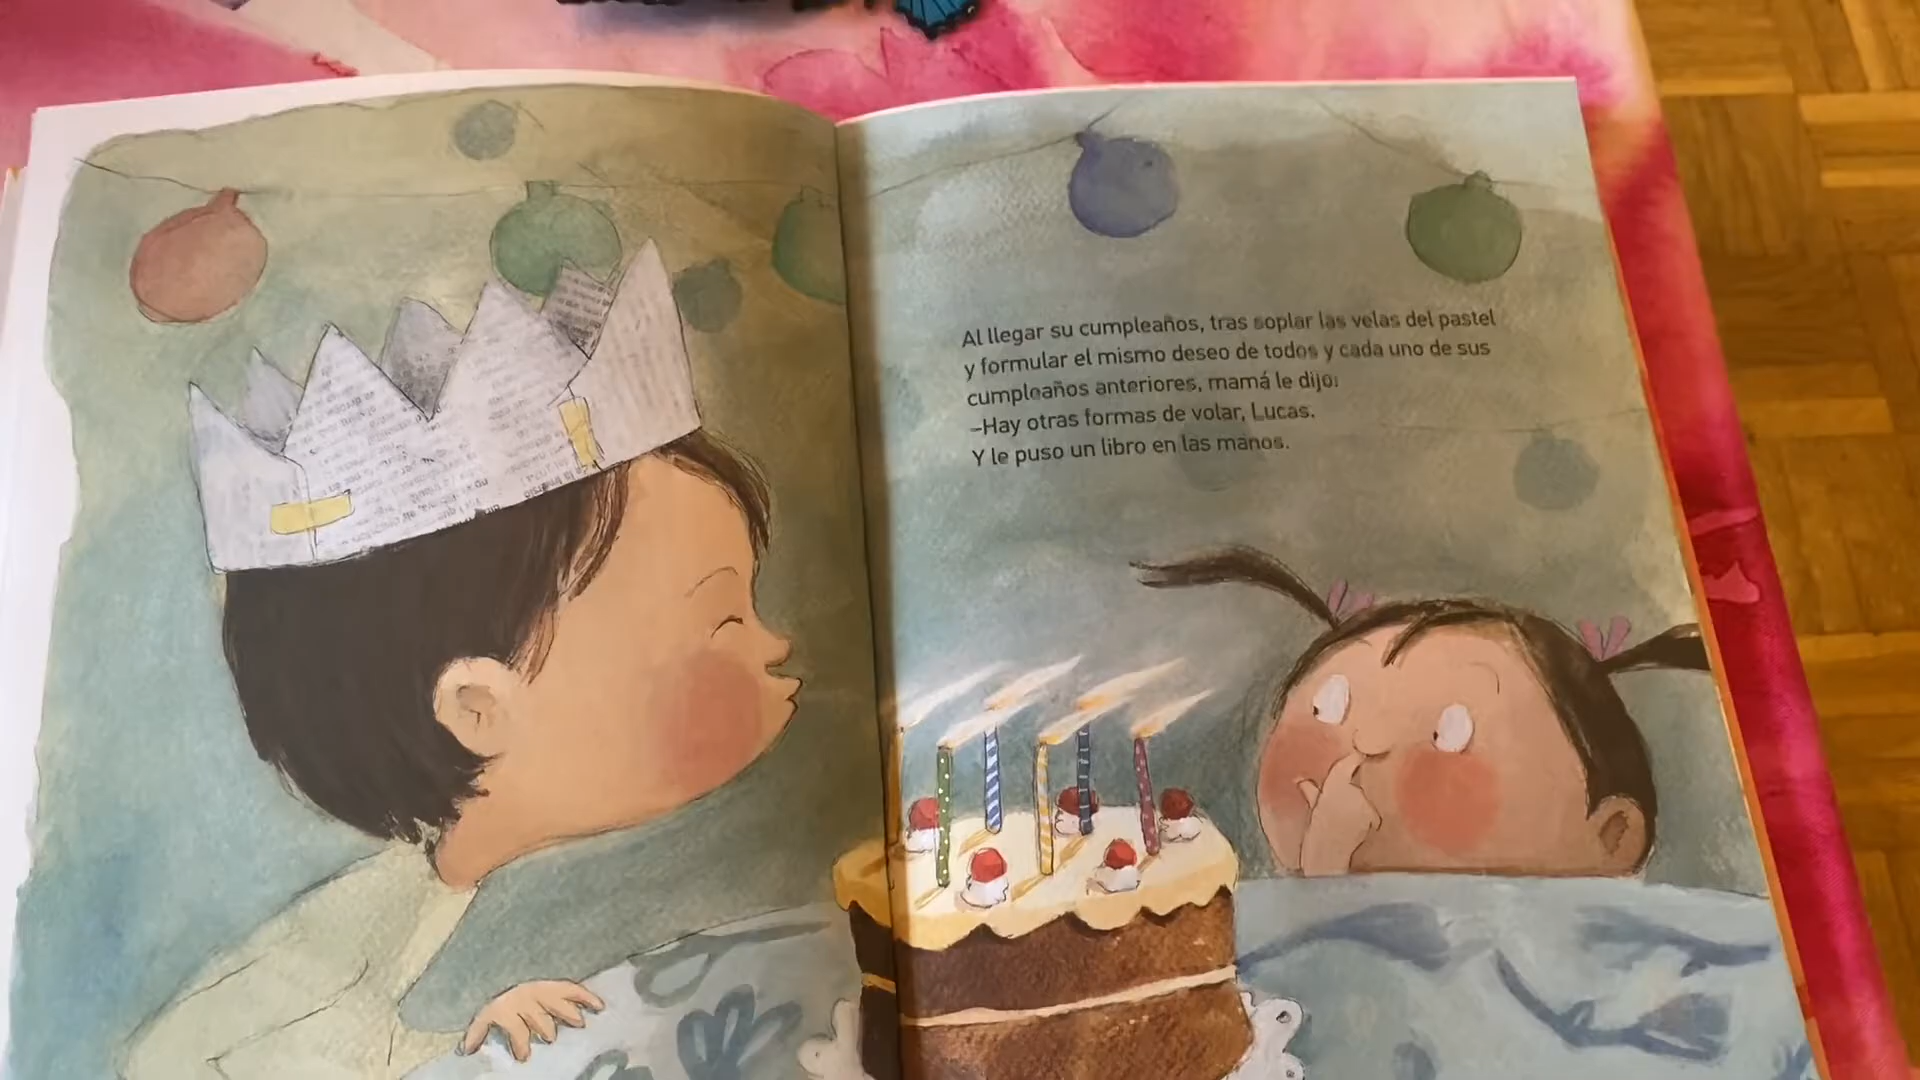 Al llegar su cumpleaños, tras soplar las velas del pastel
y formular el mismo deseo de todos y cada uno de sus
cumpleaños anteriores, mamá le dijo:
–Hay otras formas de volar, Lucas.
Y le puso un libro en las manos.